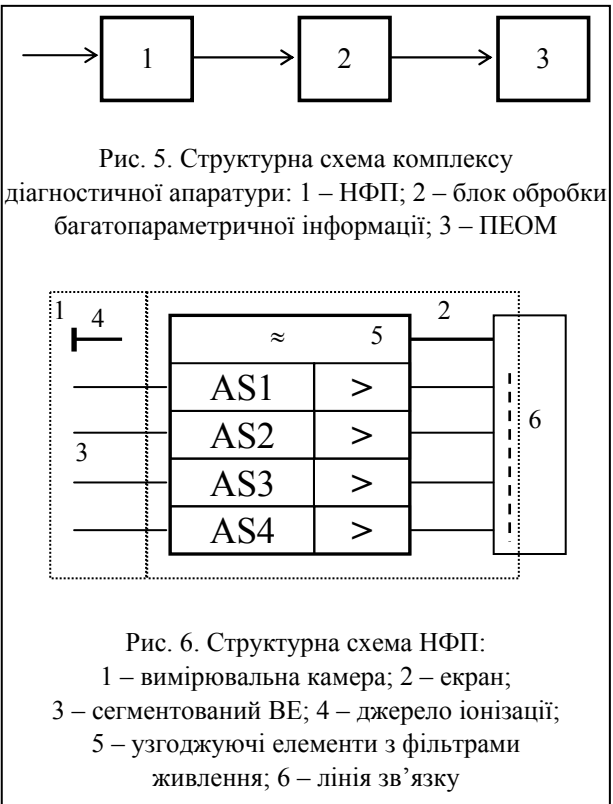 1 2 3
Рис. 5. Структурна схема комплексу
діагностичної апаратури: 1 – НФП; 2 – блок обробки
багатопараметричної інформації; 3 – ПЕОМ
1 4 2
≈ 5
AS1 >
6
AS2 >
3
AS3 >
AS4 >
Рис. 6. Структурна схема НФП:
1 – вимірювальна камера; 2 – екран;
3 – сегментований ВЕ; 4 – джерело іонізації;
5 – узгоджуючі елементи з фільтрами
живлення; 6 – лінія зв’язку